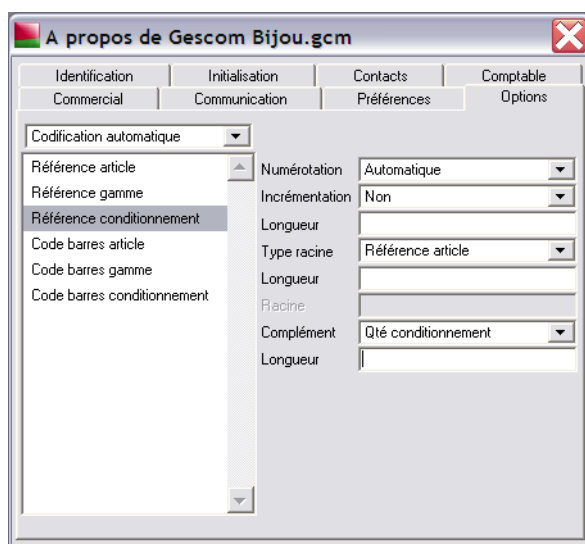 A propos de Gescom Bijou.gcm
Identification Initialisation Contacts Comptable
Commercial Communication Préférences Options
Codification automatique
Référence article
Référence gamme
Référence conditionnement
Code barres article
Code barres gamme
Code barres conditionnement
Numérotation Automatique
Incrémentation Non
Longueur
Type racine Référence article
Longueur
Racine
Complément Qté conditionnement
Longueur